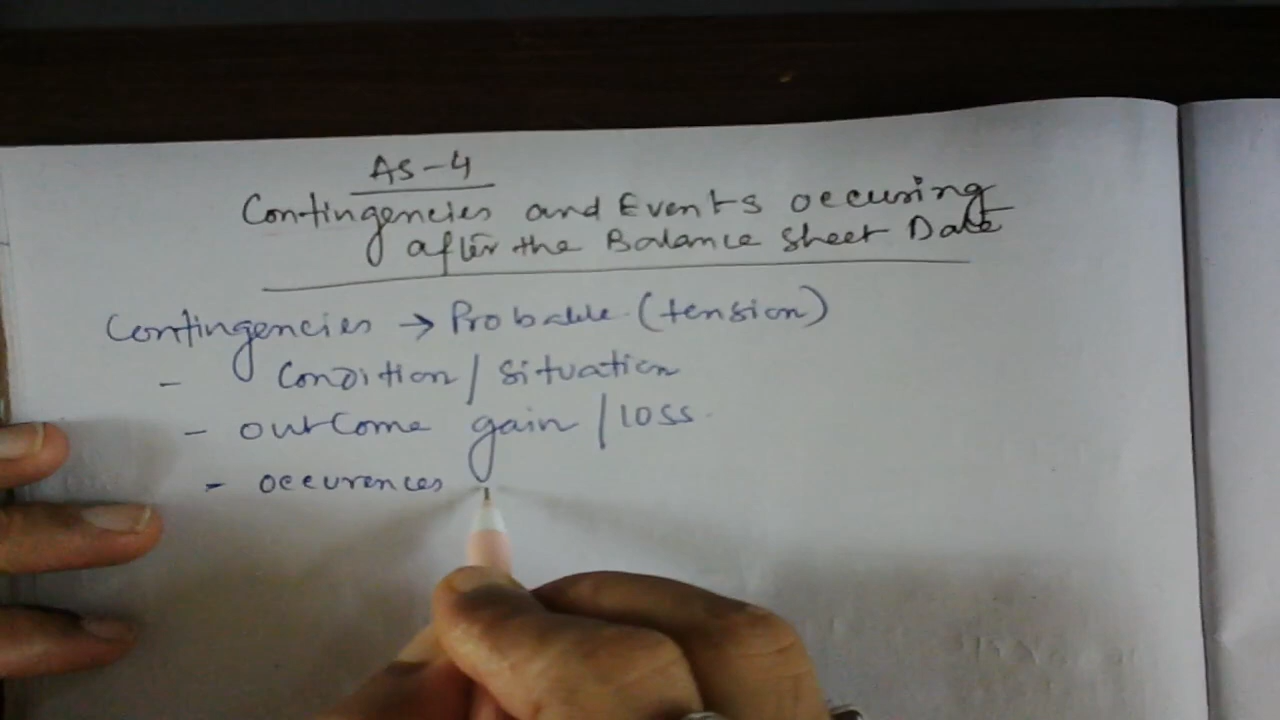 AS-4
Contingencies and Events occuring
after the Balance Sheet Date
Contingencies → Probable (tension)
- Condition / situation
- outcome gain / loss
- occurences